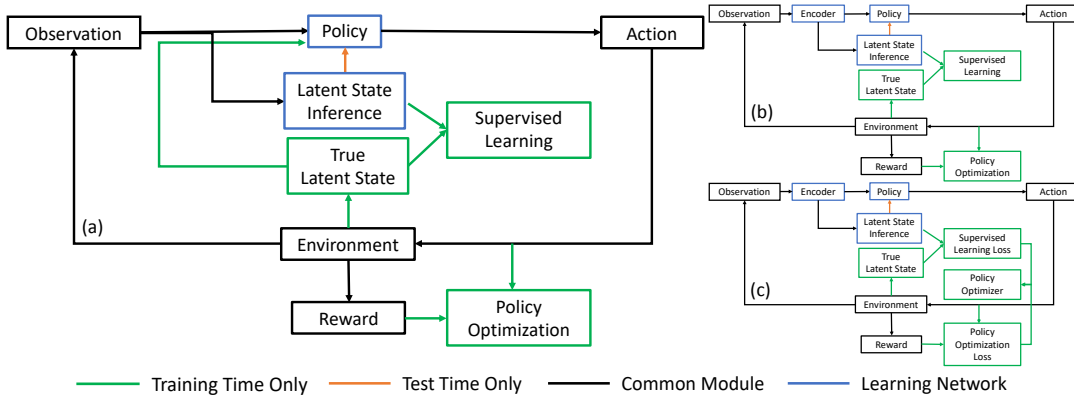 Observation
Policy
Action
Latent State
Inference
Supervised
Learning
True
Latent State
(a)
Environment
Reward
Policy
Optimization
Observation
Encoder
Policy
Action
Latent State
Inference
Supervised
Learning
True
Latent State
(b)
Environment
Reward
Policy
Optimization
Observation
Encoder
Policy
Action
Latent State
Inference
Supervised
Learning Loss
True
Latent State
Policy
Optimizer
(c)
Environment
Reward
Policy
Optimization
Loss
Training Time Only
Test Time Only
Common Module
Learning Network